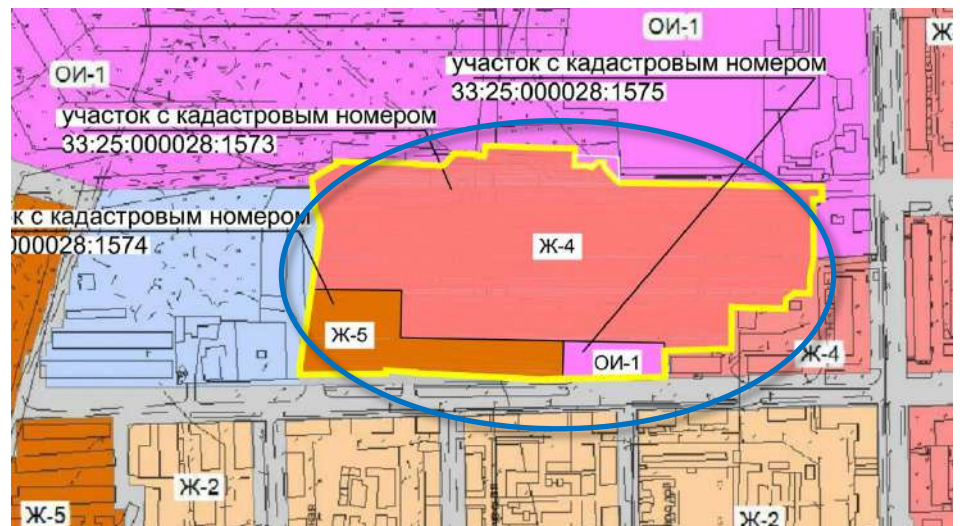 ОИ-1
Ж
участок с кадастровым номером
33:25:000028:1575
ОИ-1
участок с кадастровым номером
33:25:000028:1573
ок с кадастровым номером
000028:1574
Ж-4
Ж-5
ОИ-1
Ж-4
Ж-2
Ж-5
Ж-2